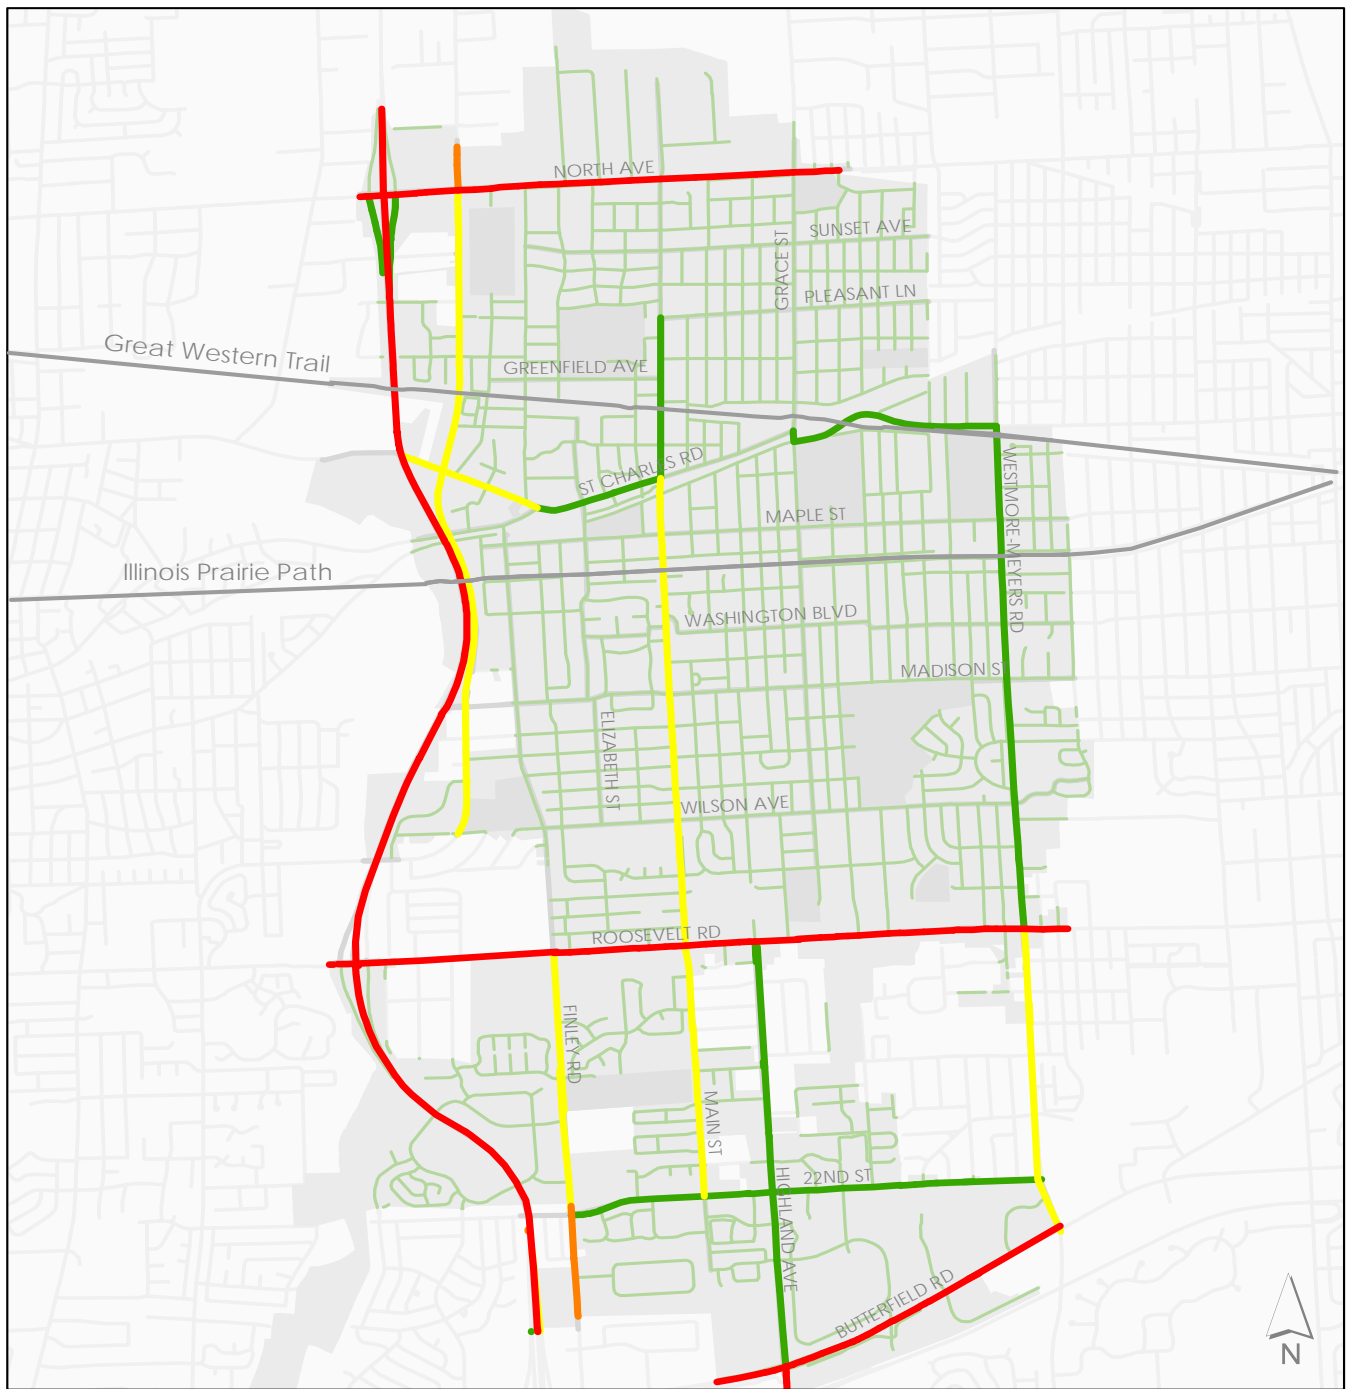 NORTH AVE
SUNSET AVE
GRACE ST
PLEASANT LN
Great Western Trail
GREENFIELD AVE
ST CHARLES RD
WESTMORE-MEYERS RD
MAPLE ST
Illinois Prairie Path
WASHINGTON BLVD
MADISON ST
ELIZABETH ST
WILSON AVE
ROOSEVELT RD
FINLEY RD
MAIN ST
22ND ST
HIGHLAND AVE
BUTTERFIELD RD
N